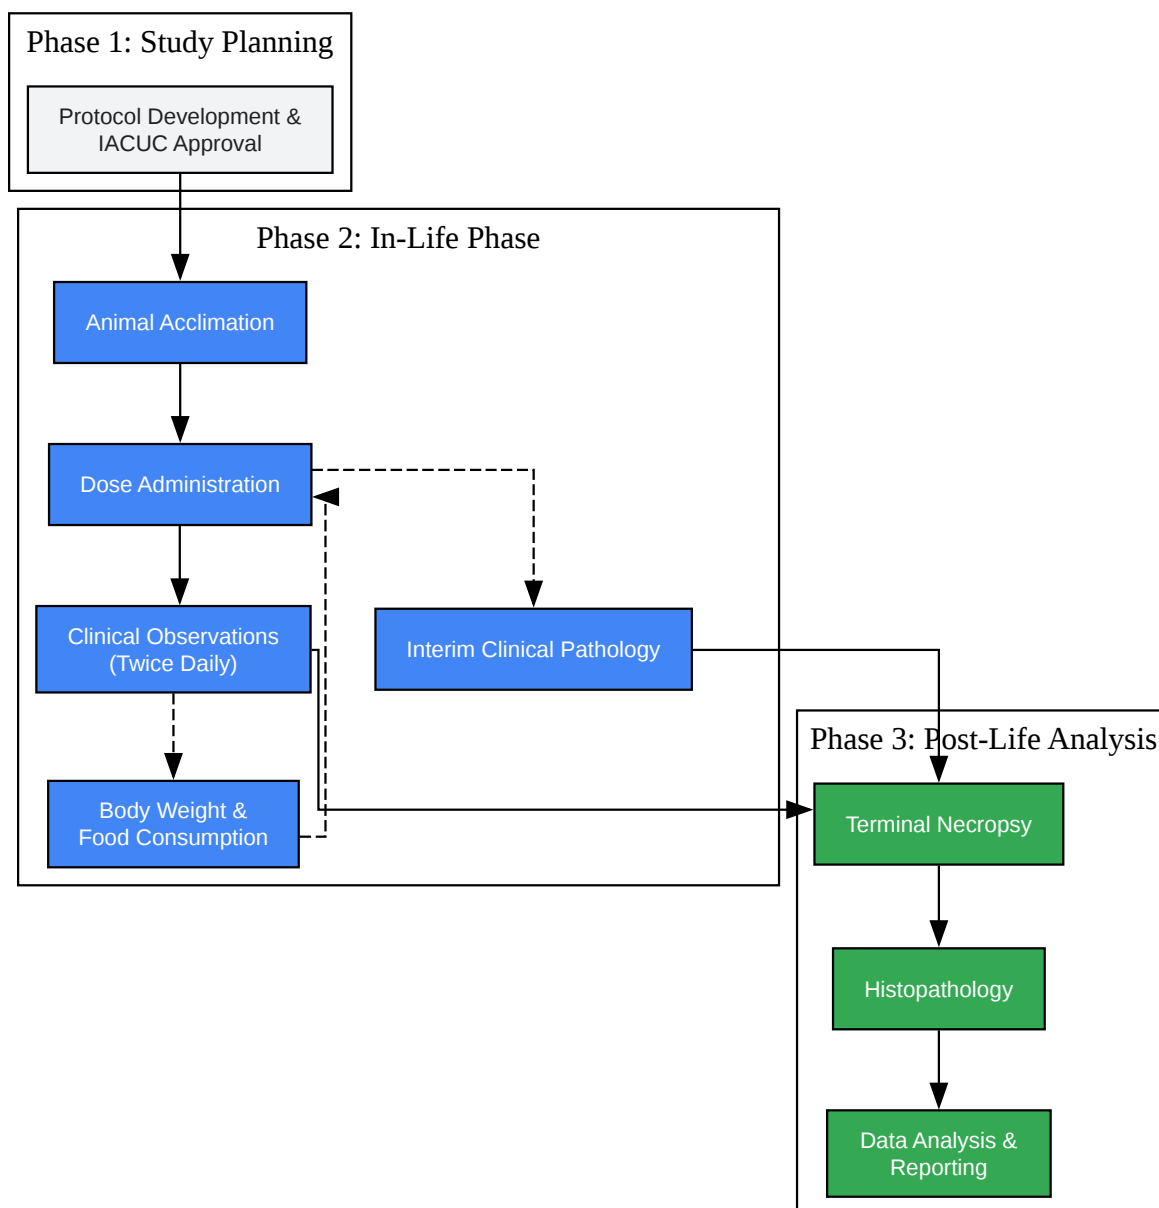 Phase 1: Study Planning
Protocol Development &
IACUC Approval
Phase 2: In-Life Phase
Animal Acclimation
Dose Administration
Clinical Observations
(Twice Daily)
Interim Clinical Pathology
Body Weight &
Food Consumption
Phase 3: Post-Life Analysis
Terminal Necropsy
Histopathology
Data Analysis &
Reporting